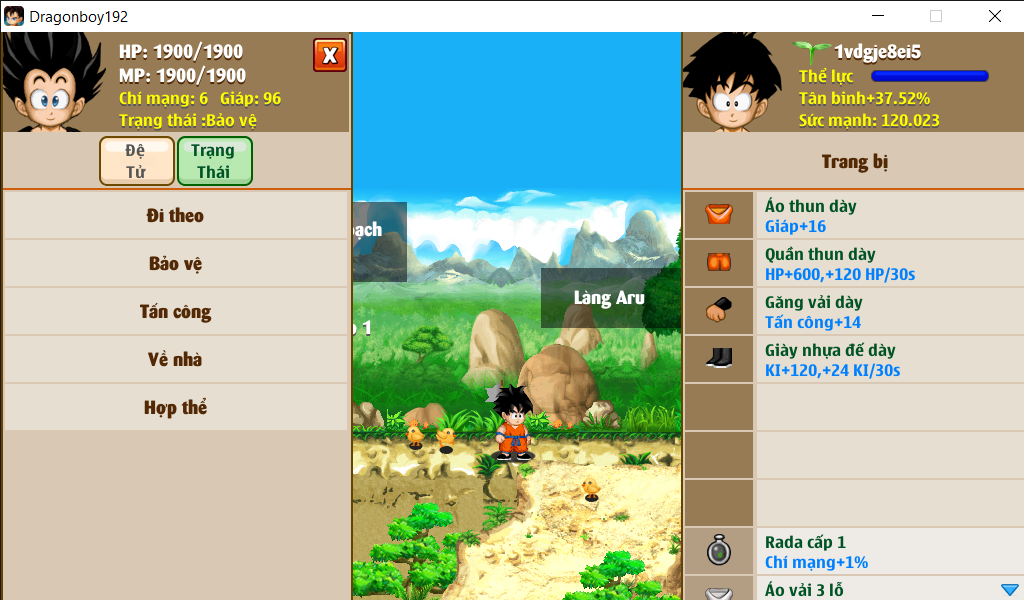 Dragonboy192
HP: 1900/1900
MP: 1900/1900
Chí mạng: 6 Giáp: 96
Trạng thái :Bảo vệ
X
Đệ
Tử
Trạng
Thái
Đi theo
Bảo vệ
Tấn công
Về nhà
Hợp thể
ạch
1
Làng Aru
1vdgje8ei5
Thể lực
Tân binh+37.52%
Sức mạnh: 120.023
Trang bị
Áo thun dày
Giáp+16
Quần thun dày
HP+600,+120 HP/30s
Găng vải dày
Tấn công+14
Giày nhựa đế dày
KI+120,+24 KI/30s
Rada cấp 1
Chí mạng+1%
Áo vải 3 lỗ